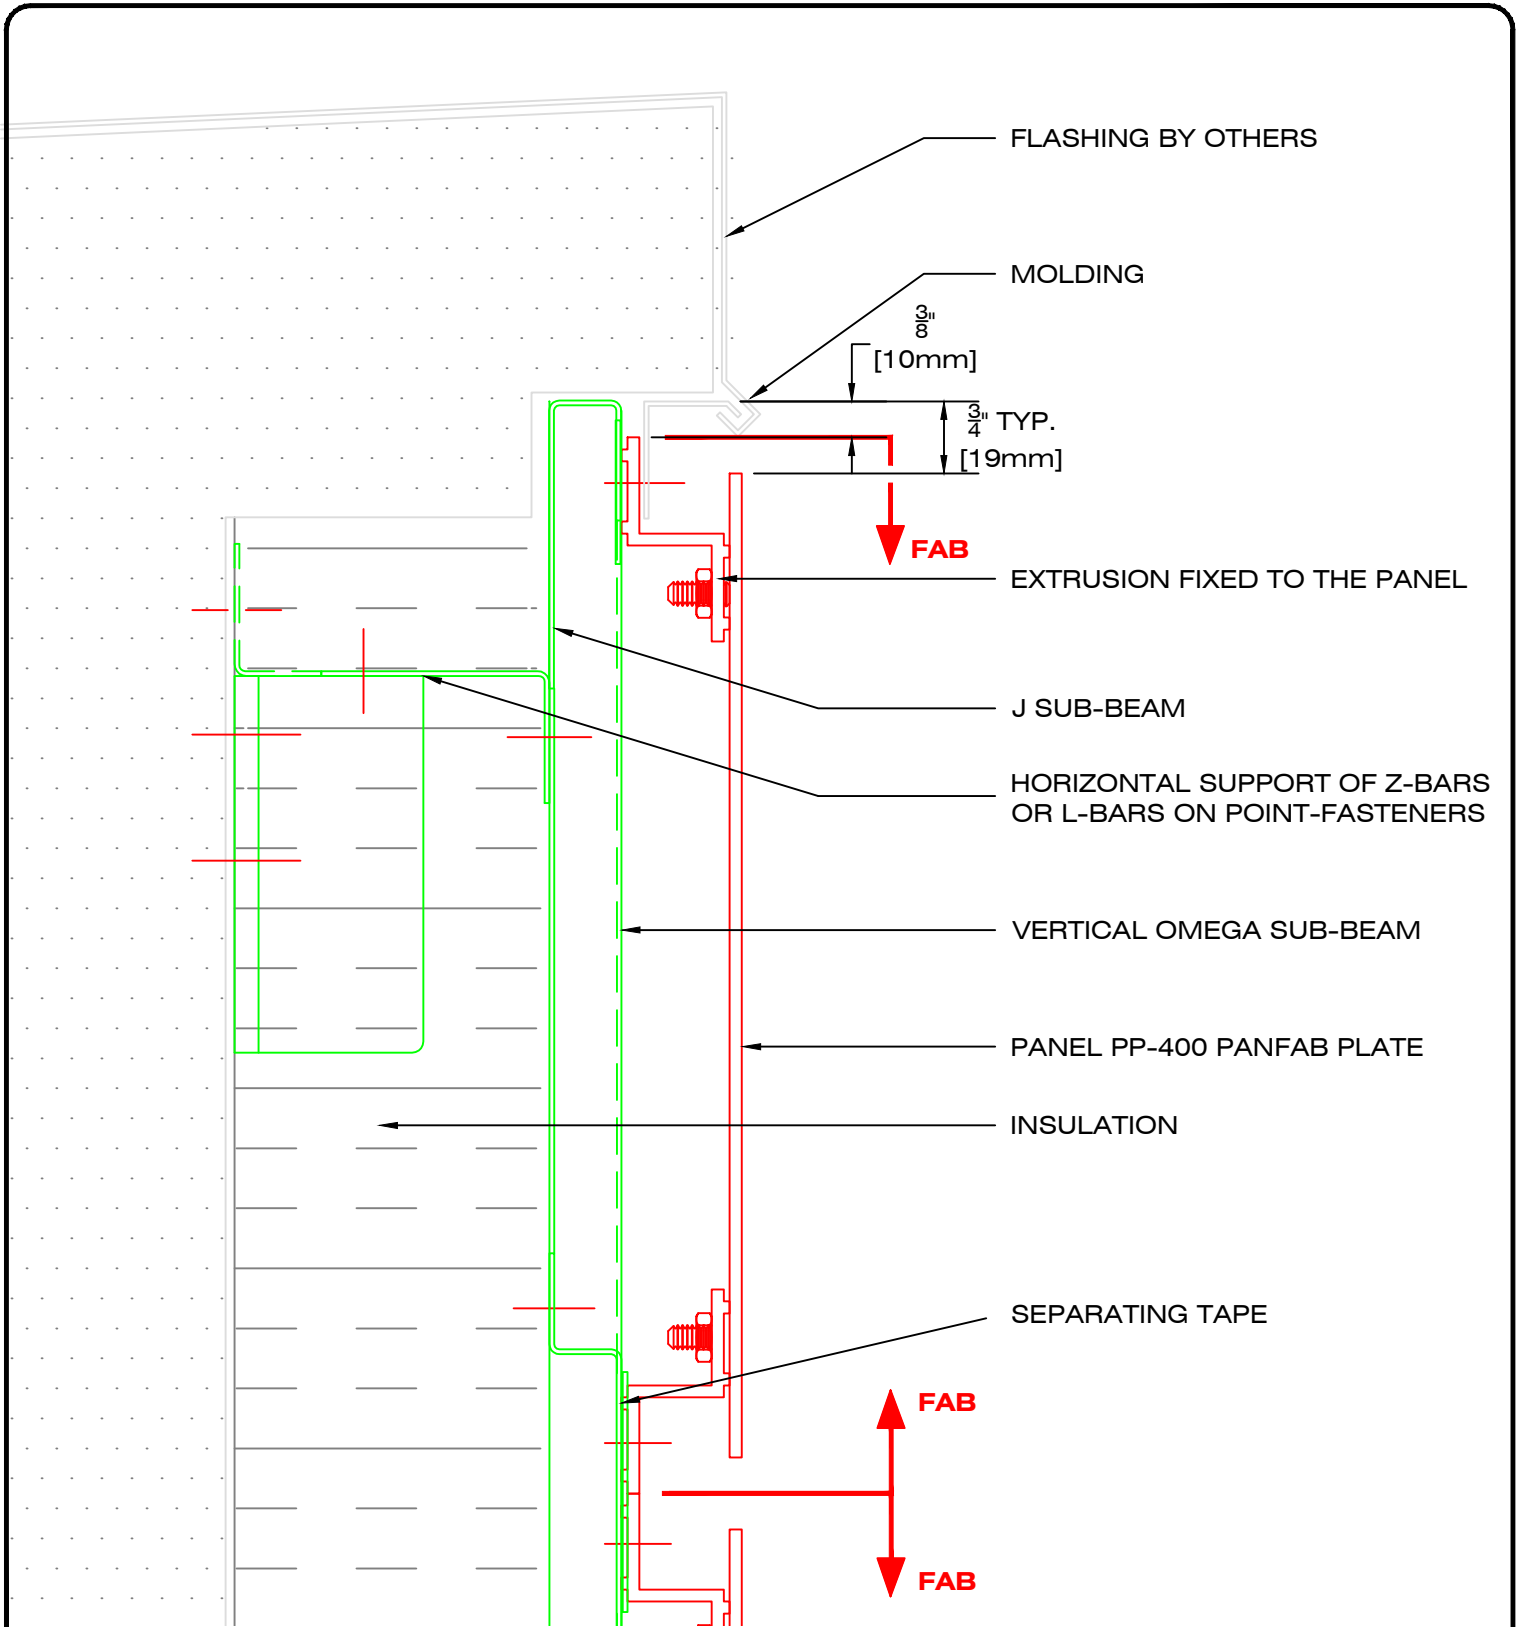 FLASHING BY OTHERS
MOLDING
3/8"
[10mm]
3/4" TYP.
[19mm]
FAB
EXTRUSION FIXED TO THE PANEL
J SUB-BEAM
HORIZONTAL SUPPORT OF Z-BARS
OR L-BARS ON POINT-FASTENERS
VERTICAL OMEGA SUB-BEAM
PANEL PP-400 PANFAB PLATE
INSULATION
SEPARATING TAPE
FAB
FAB